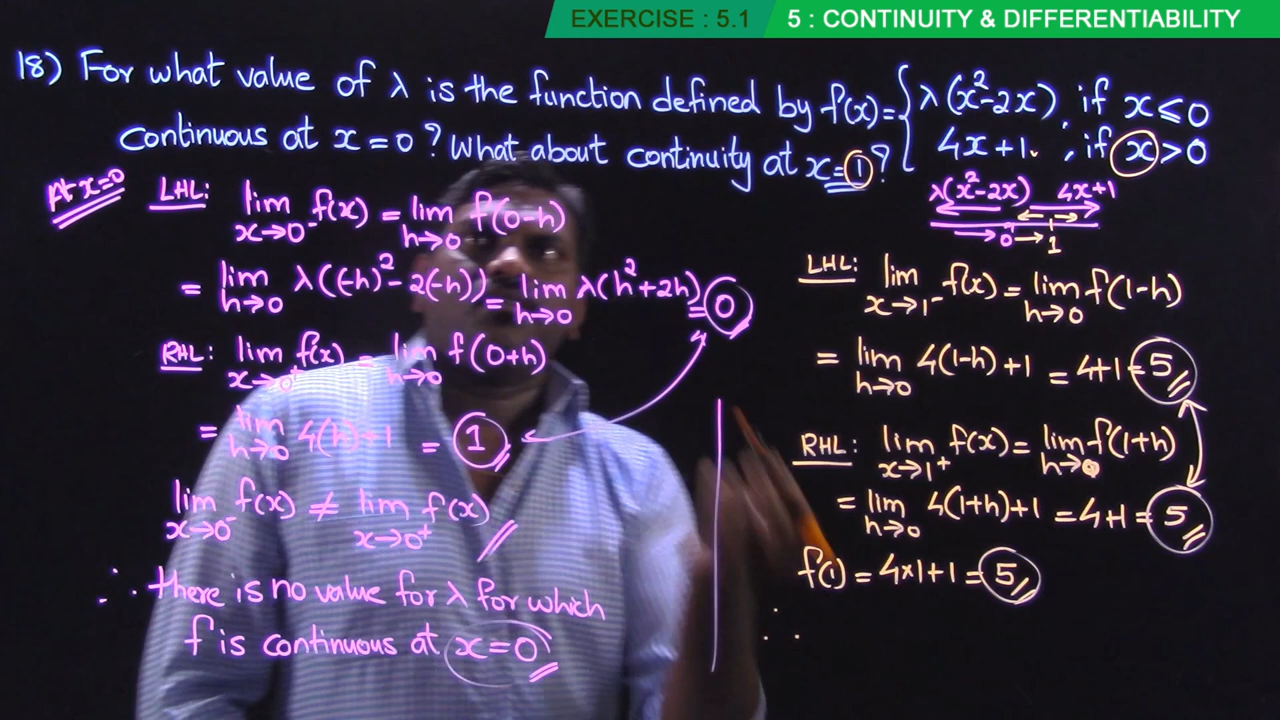 EXERCISE : 5.1 5 : CONTINUITY & DIFFERENTIABILITY
18) For what value of λ is the function defined by f(x) = { λ(x²-2x), if x ≤ 0
4x+1, if x > 0
continuous at x = 0 ? What about continuity at x = 1 ?
At x=0
LHL: lim x→0⁻ f(x) = lim h→0 f(0-h)
= lim h→0 λ((-h)² - 2(-h)) = lim h→0 λ(h²+2h) = 0
RHL: lim x→0⁺ f(x) = lim h→0 f(0+h)
= lim h→0 4(h)+1 = 1
lim x→0⁻ f(x) ≠ lim x→0⁺ f(x)
∴ there is no value for λ for which
f is continuous at x=0
λ(x²-2x) 4x+1
0 1
LHL: lim x→1⁻ f(x) = lim h→0 f(1-h)
= lim h→0 4(1-h)+1 = 4+1 = 5
RHL: lim x→1⁺ f(x) = lim h→0 f(1+h)
= lim h→0 4(1+h)+1 = 4+1 = 5
f(1) = 4×1+1 = 5